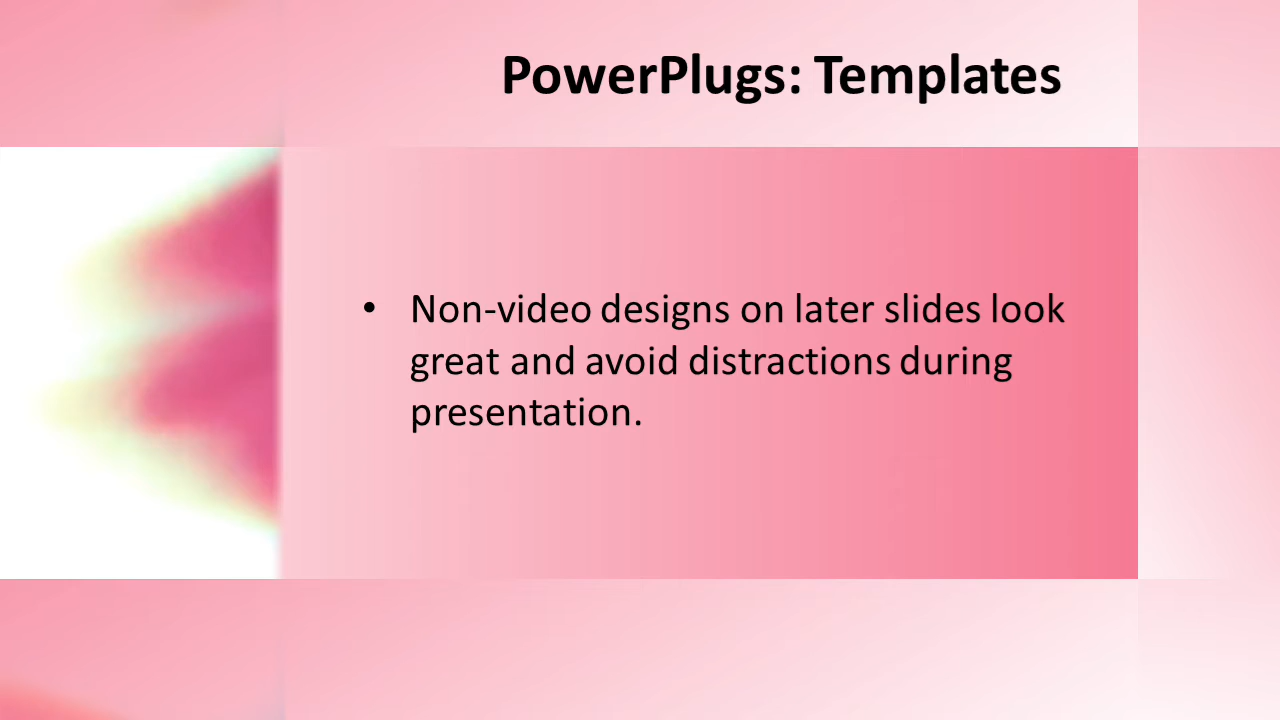 PowerPlugs: Templates
• Non-video designs on later slides look
great and avoid distractions during
presentation.